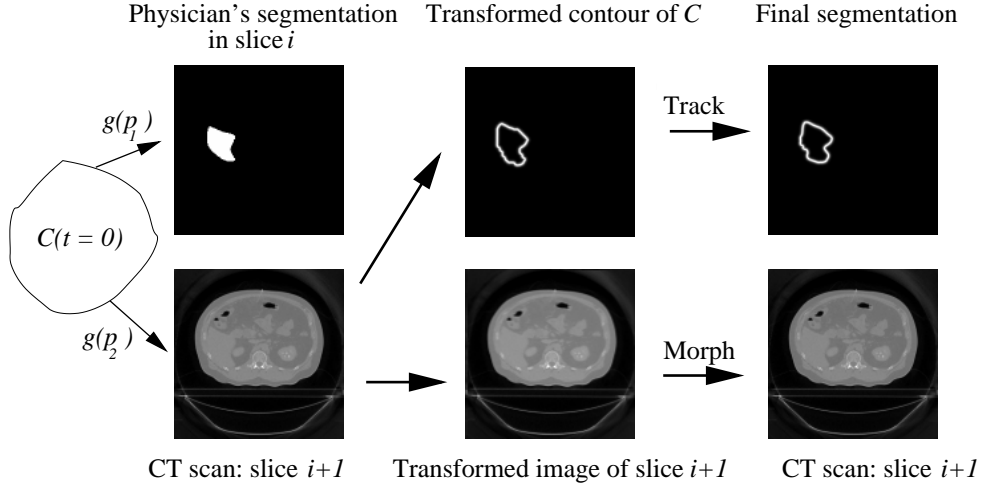 Physician's segmentation
in slice i
Transformed contour of C
Final segmentation
g(p1)
Track
C(t = 0)
g(p2)
Morph
CT scan: slice i+1
Transformed image of slice i+1
CT scan: slice i+1